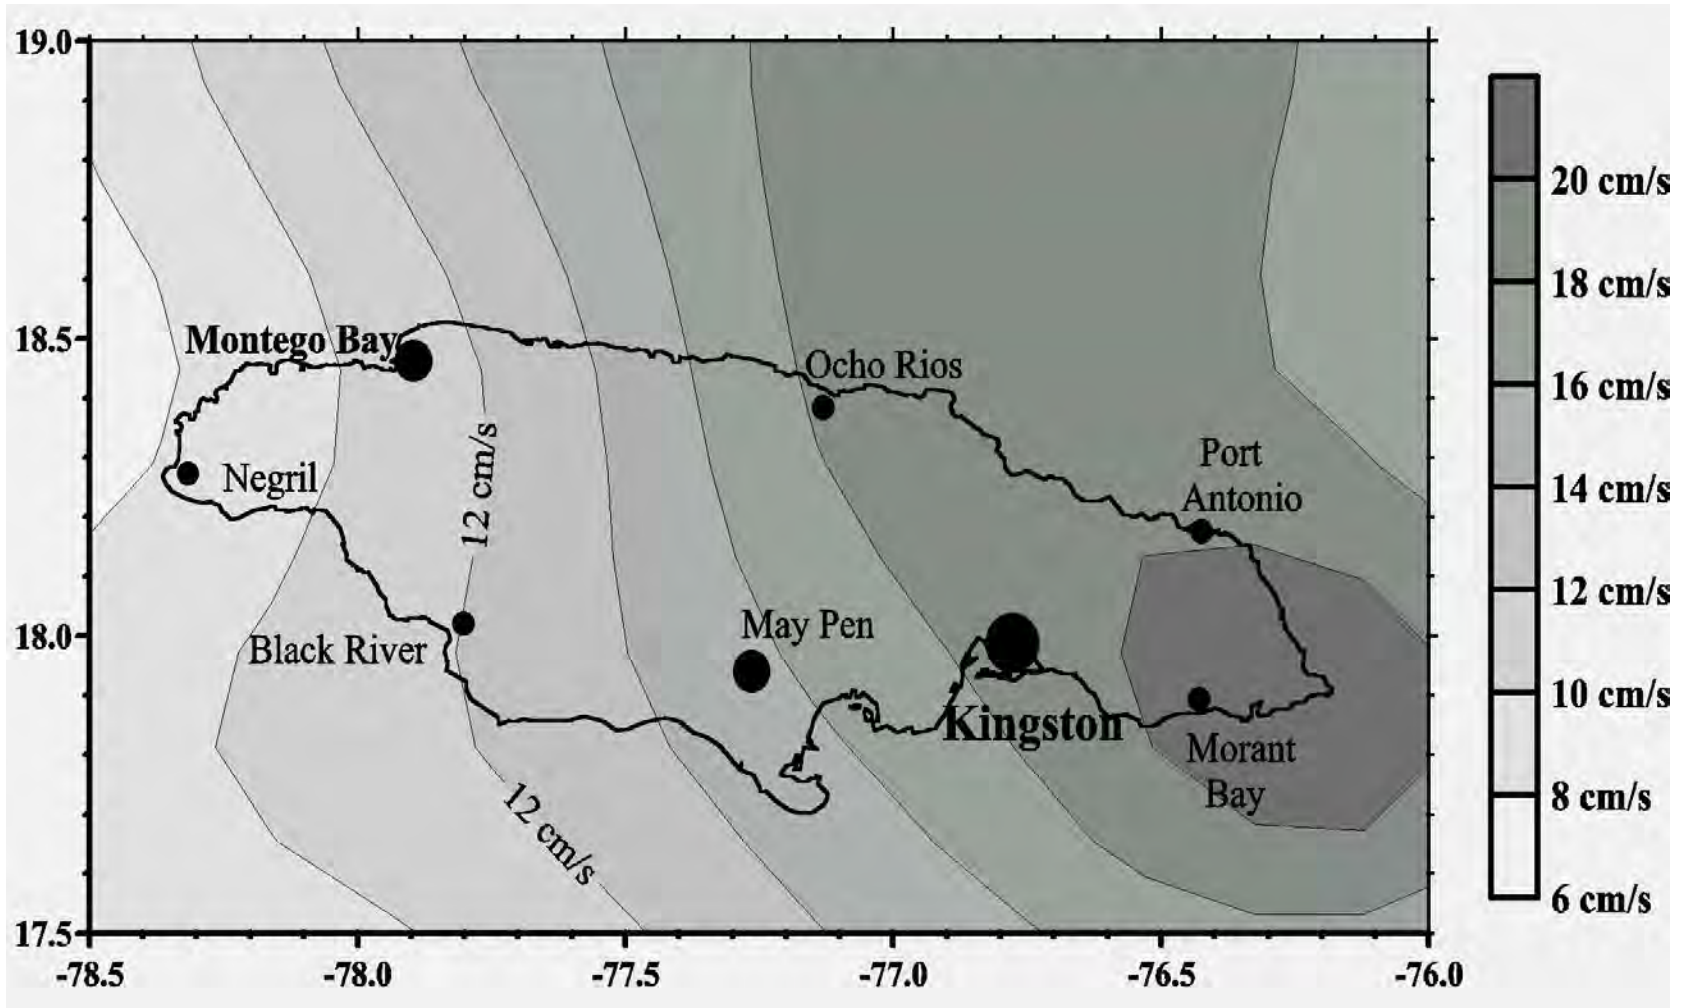 19.0
18.5
18.0
17.5
-78.5
-78.0
-77.5
-77.0
-76.5
-76.0
Montego Bay
Negril
Black River
12 cm/s
12 cm/s
Ocho Rios
May Pen
Kingston
Port
Antonio
Morant
Bay
20 cm/s
18 cm/s
16 cm/s
14 cm/s
12 cm/s
10 cm/s
8 cm/s
6 cm/s